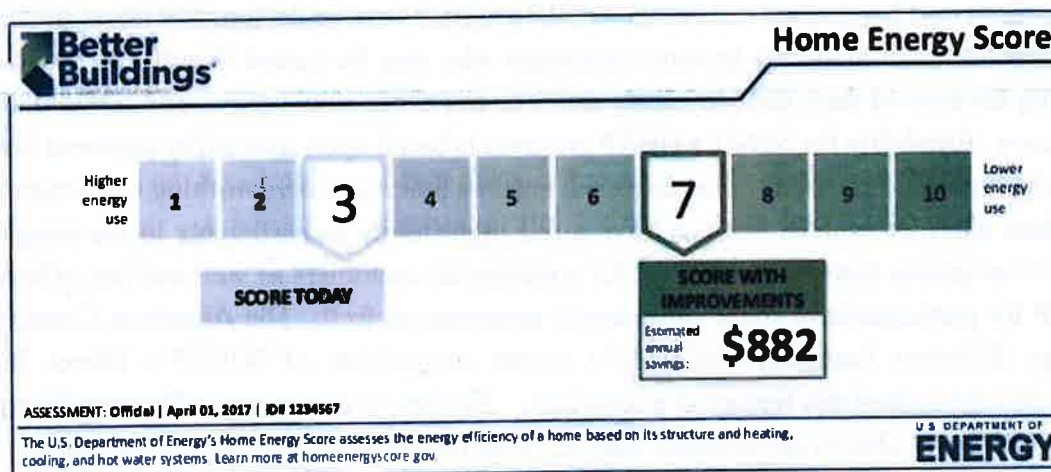 Better
Buildings®
Home Energy Score
Higher
energy
use
1 2 3 4 5 6 7 8 9 10
Lower
energy
use
SCORE TODAY
SCORE WITH
IMPROVEMENTS
Estimated
annual
savings:
$882
ASSESSMENT: Official | April 01, 2017 | ID# 1234567
The U.S. Department of Energy's Home Energy Score assesses the energy efficiency of a home based on its structure and heating,
cooling, and hot water systems. Learn more at homeenergyscore.gov.
U S DEPARTMENT OF
ENERGY